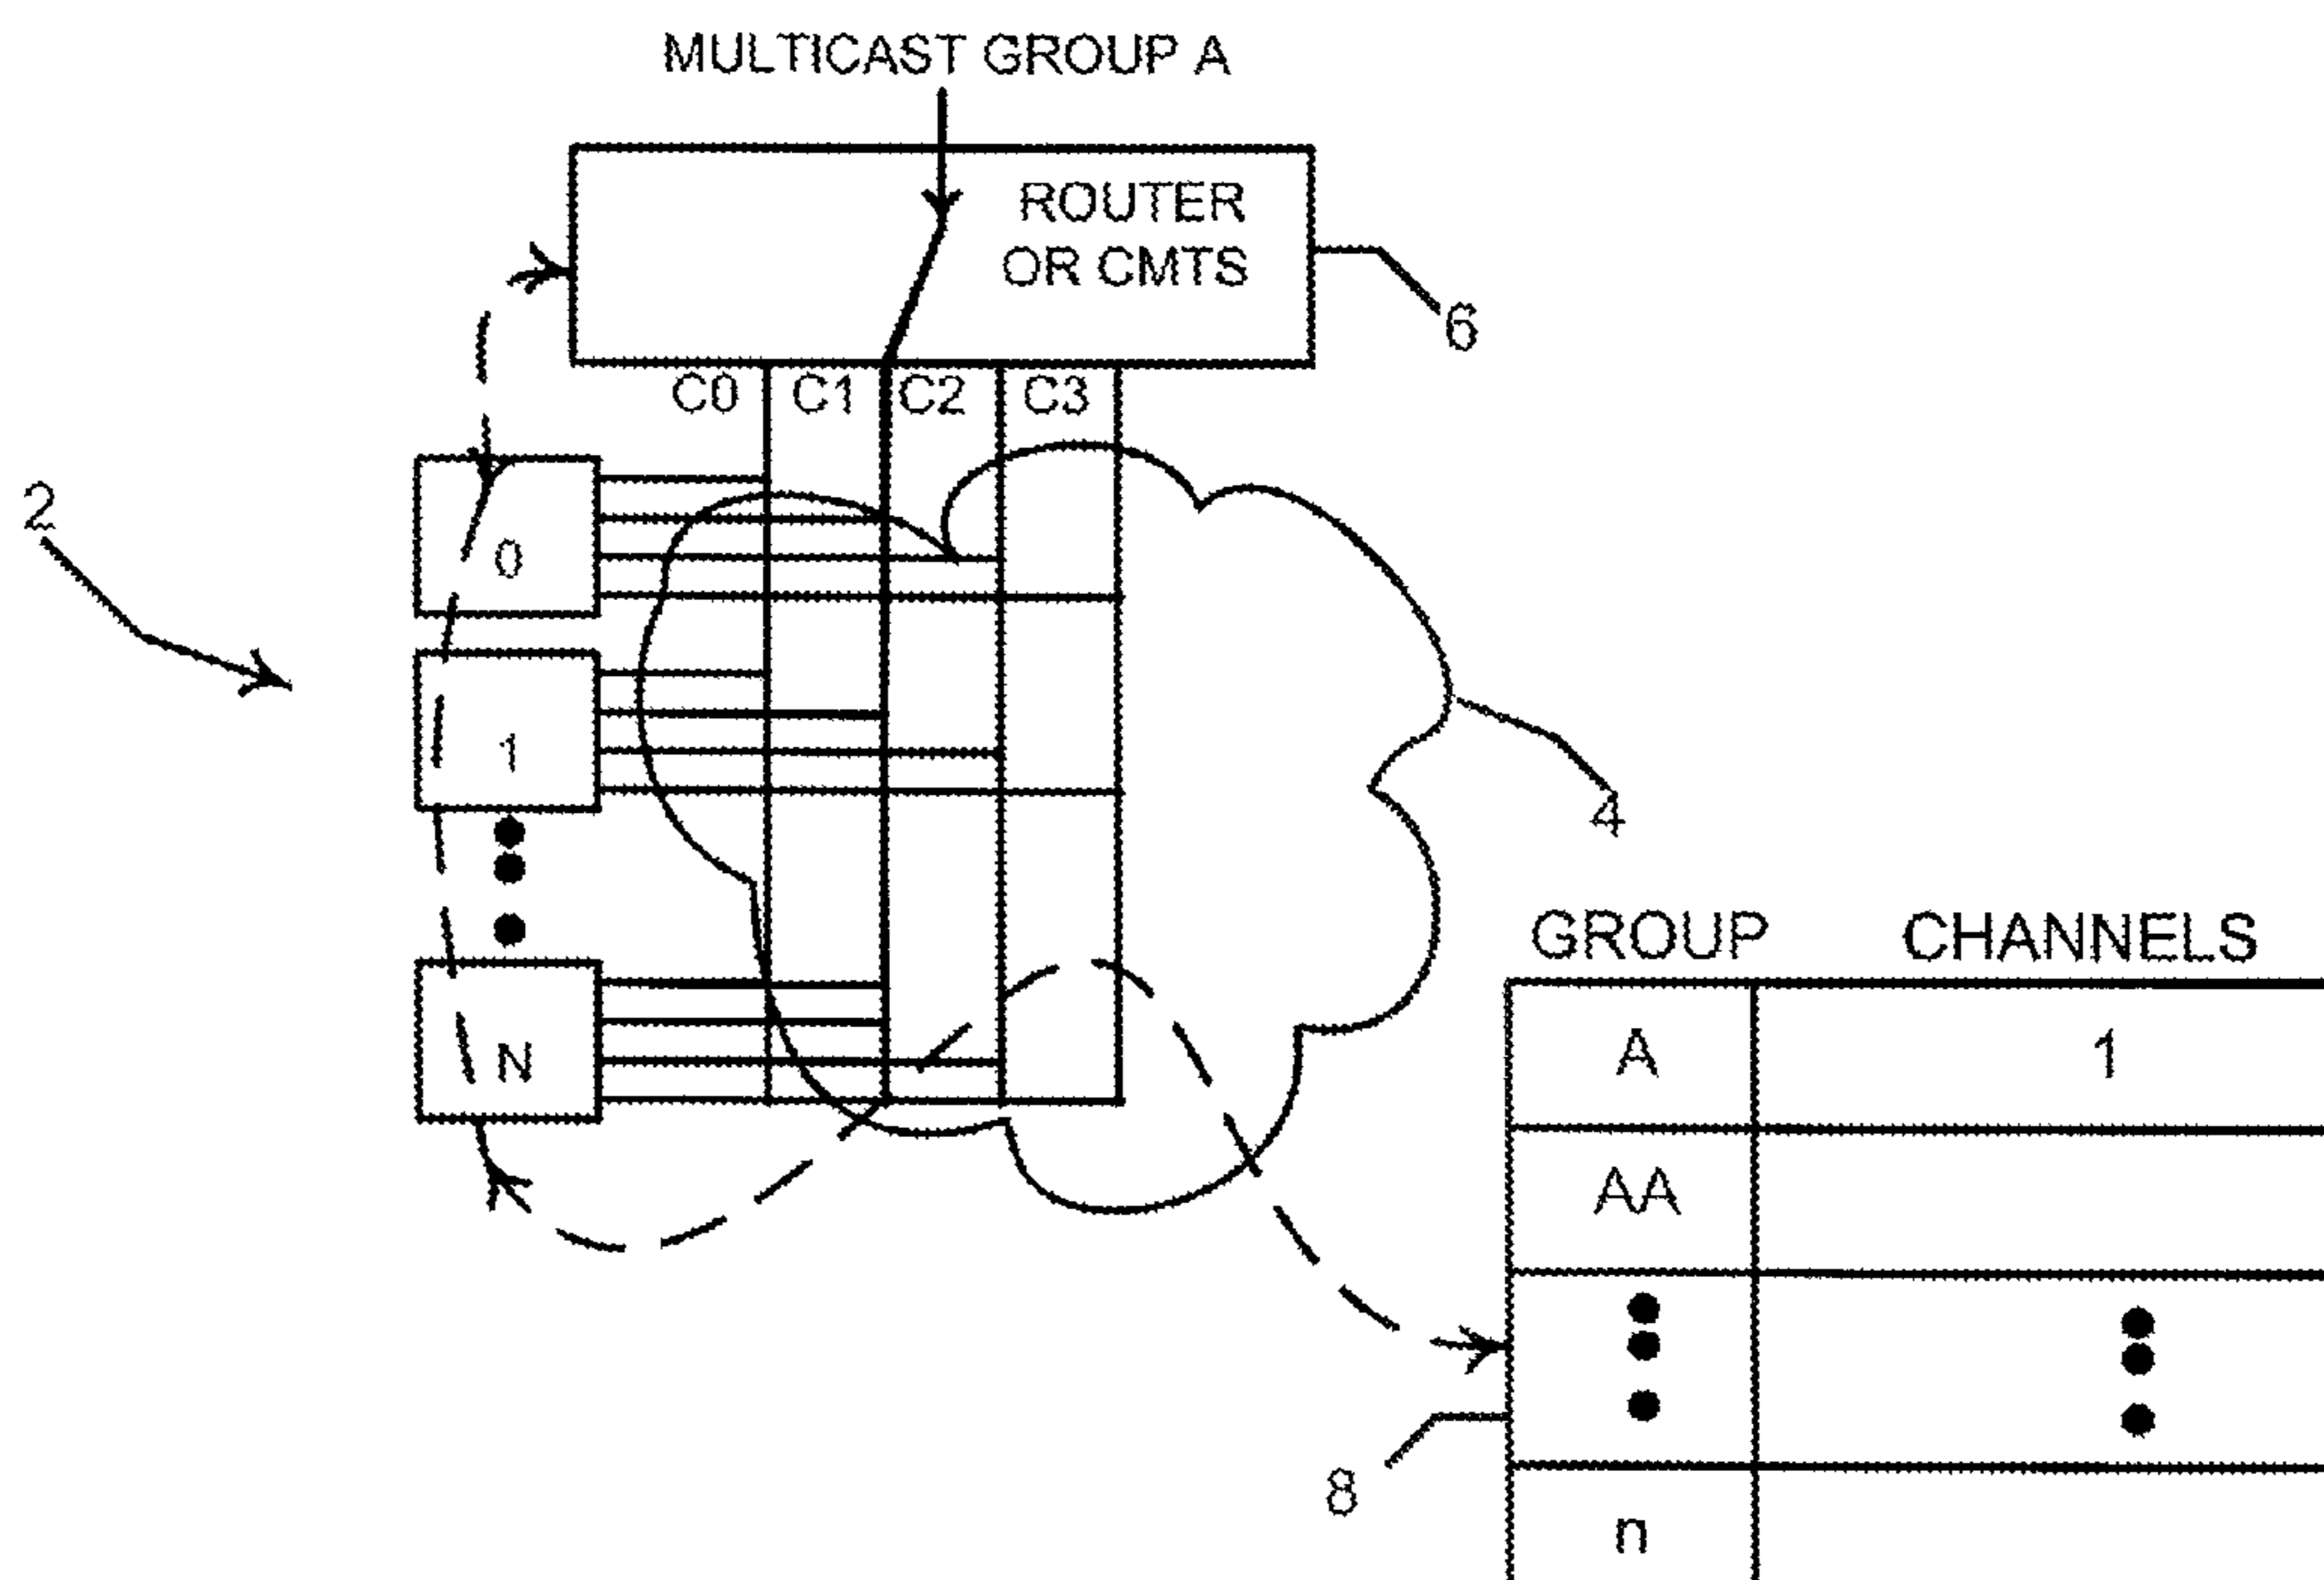 MULTICAST GROUP A
ROUTER
OR CMTS
6
C0 C1 C2 C3
2
0
1
4
N
GROUP CHANNELS
A 1
AA
8
n